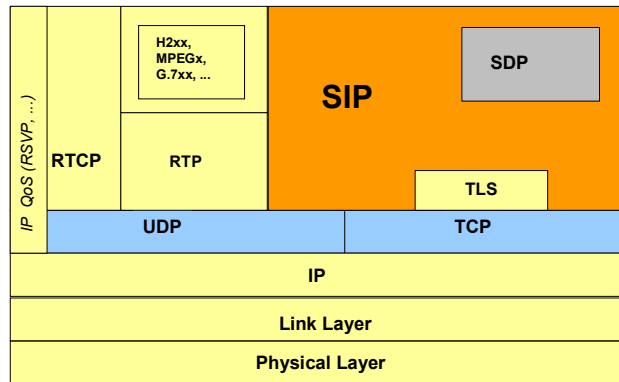 IP QoS (RSVP, ...)
RTCP
H2xx,
MPEGx,
G.7xx, ...
RTP
SIP
SDP
TLS
UDP
TCP
IP
Link Layer
Physical Layer